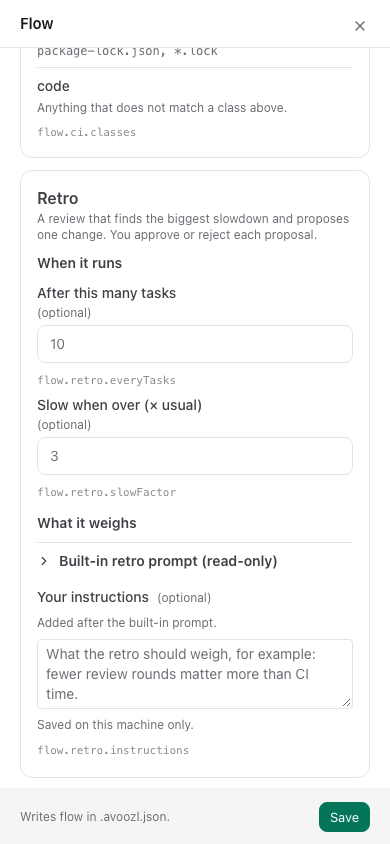 Flow
package-lock.json, *.lock
code
Anything that does not match a class above.
flow.ci.classes
Retro
A review that finds the biggest slowdown and proposes
one change. You approve or reject each proposal.
When it runs
After this many tasks
(optional)
10
flow.retro.everyTasks
Slow when over (× usual)
(optional)
3
flow.retro.slowFactor
What it weighs
Built-in retro prompt (read-only)
Your instructions (optional)
Added after the built-in prompt.
What the retro should weigh, for example:
fewer review rounds matter more than CI
time.
Saved on this machine only.
flow.retro.instructions
Writes flow in .avoozl.json.
Save